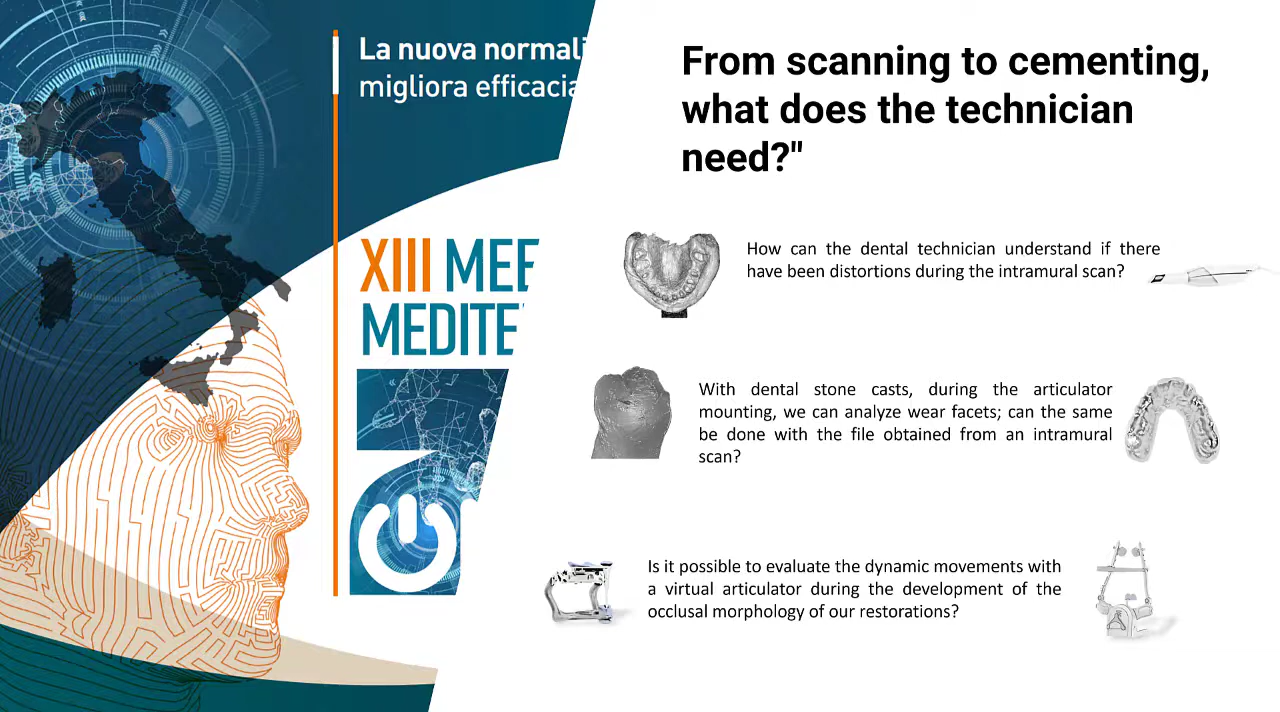 La nuova normali
migliora efficacia
XIII MEE
MEDITE
From scanning to cementing,
what does the technician
need?"
How can the dental technician understand if there
have been distortions during the intramural scan?
With dental stone casts, during the articulator
mounting, we can analyze wear facets; can the same
be done with the file obtained from an intramural
scan?
Is it possible to evaluate the dynamic movements with
a virtual articulator during the development of the
occlusal morphology of our restorations?